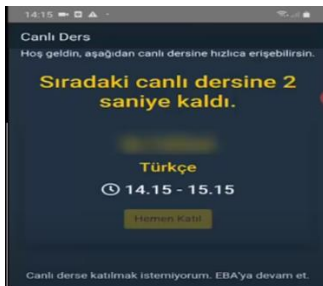 14:15
Canlı Ders
Hoş geldin, aşağıdan canlı dersine hızlıca erişebilirsin.
Sıradaki canlı dersine 2
saniye kaldı.
Türkçe
14.15 - 15.15
Hemen Katıl
Canlı derse katılmak istemiyorum. EBA'ya devam et.